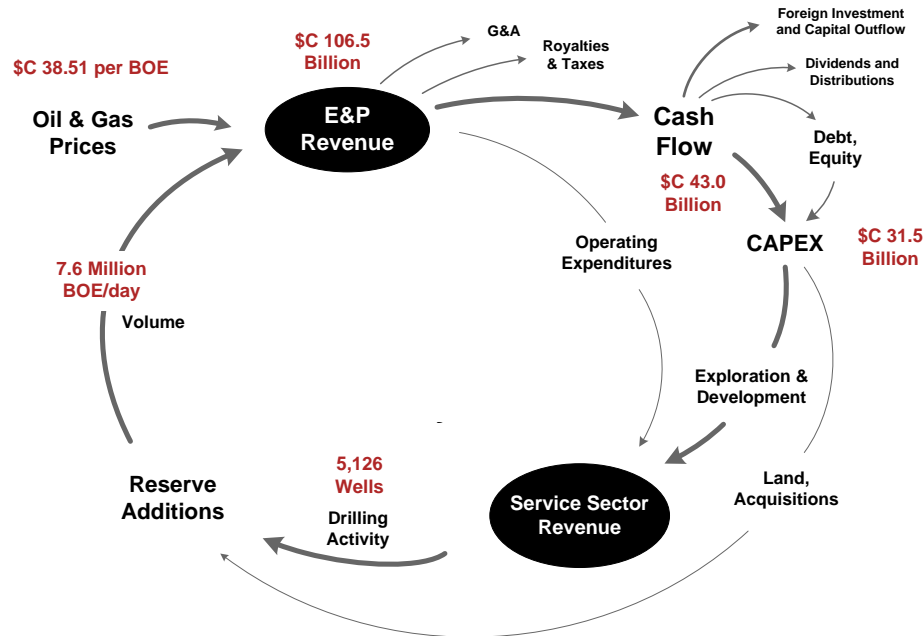 Foreign Investment
and Capital Outflow
G&A
$C 106.5
Billion
Royalties
& Taxes
$C 38.51 per BOE
Dividends and
Distributions
Oil & Gas
Prices
E&P
Revenue
Cash
Flow
Debt,
Equity
$C 43.0
Billion
CAPEX
$C 31.5
Billion
Operating
Expenditures
7.6 Million
BOE/day
Volume
Exploration &
Development
5,126
Wells
Drilling
Activity
Reserve
Additions
Service Sector
Revenue
Land,
Acquisitions